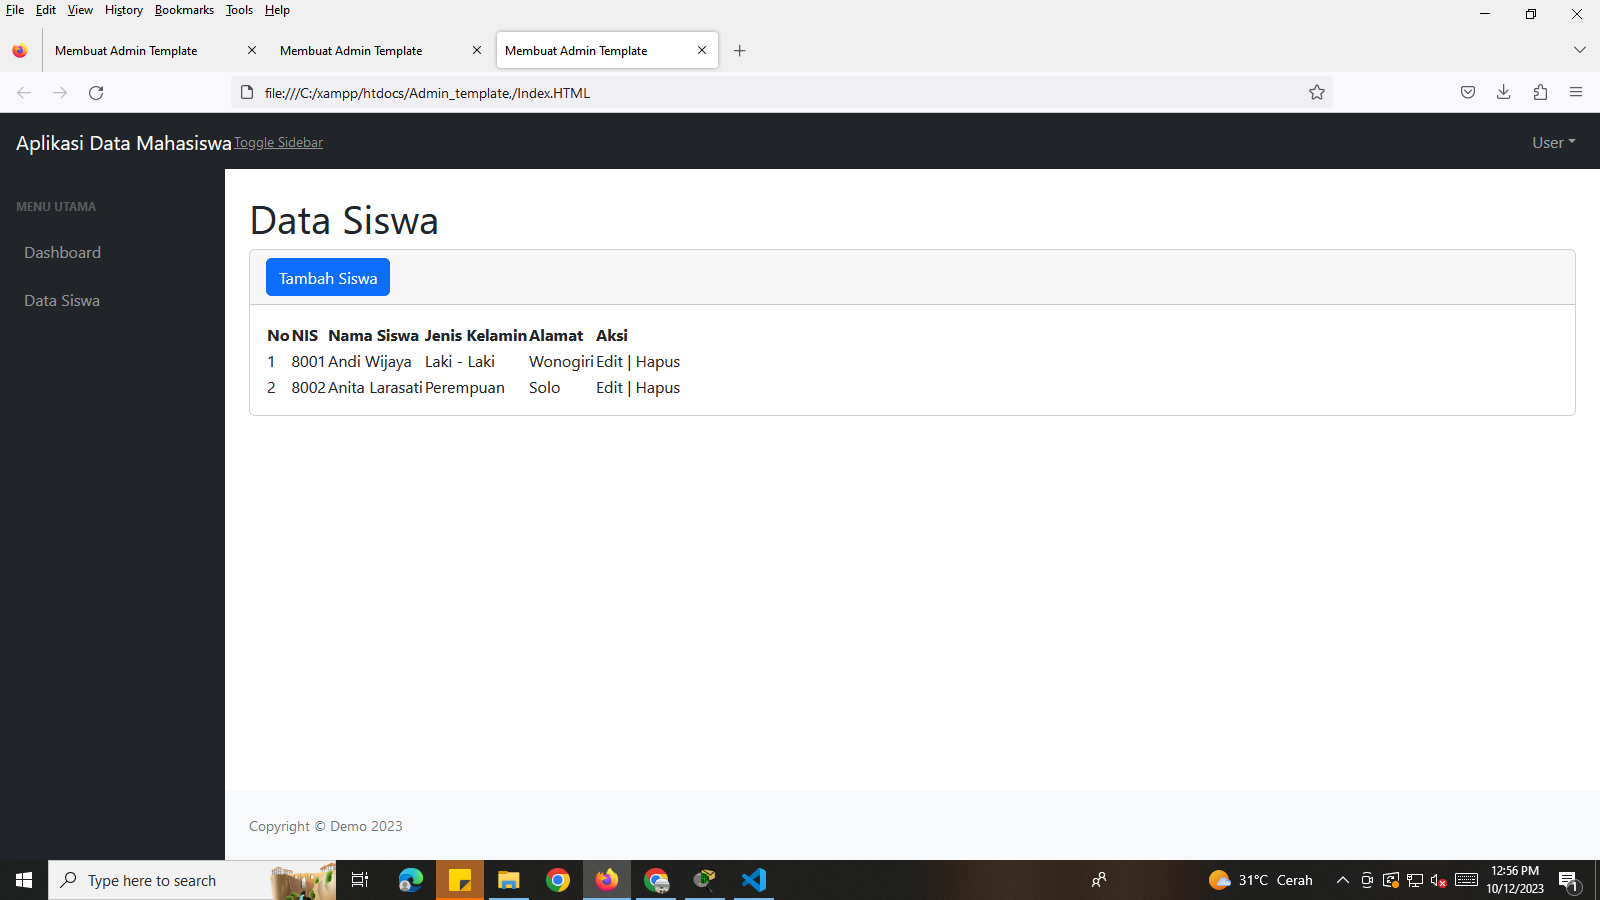 File Edit View History Bookmarks Tools Help
Membuat Admin Template Membuat Admin Template Membuat Admin Template
file:///C:/xampp/htdocs/Admin_template,/Index.HTML
Aplikasi Data Mahasiswa Toggle Sidebar User
MENU UTAMA
Dashboard
Data Siswa
Data Siswa
Tambah Siswa
No NIS Nama Siswa Jenis Kelamin Alamat Aksi
1 8001 Andi Wijaya Laki - Laki Wonogiri Edit | Hapus
2 8002 Anita Larasati Perempuan Solo Edit | Hapus
Copyright © Demo 2023
Type here to search
31°C Cerah
12:56 PM
10/12/2023
1